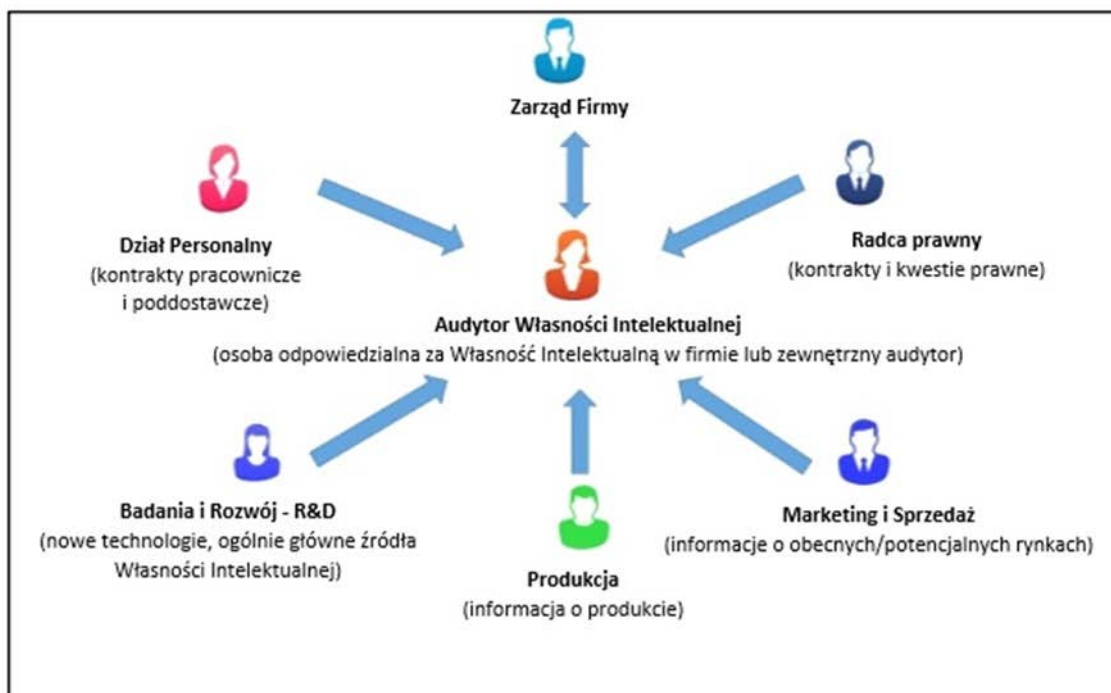 Zarząd Firmy
Dział Personalny
(kontrakty pracownicze
i poddostawcze)
Radca prawny
(kontrakty i kwestie prawne)
Audytor Własności Intelektualnej
(osoba odpowiedzialna za Własność Intelektualną w firmie lub zewnętrzny audytor)
Badania i Rozwój - R&D
(nowe technologie, ogólnie główne źródła
Własności Intelektualnej)
Produkcja
(informacja o produkcie)
Marketing i Sprzedaż
(informacje o obecnych/potencjalnych rynkach)